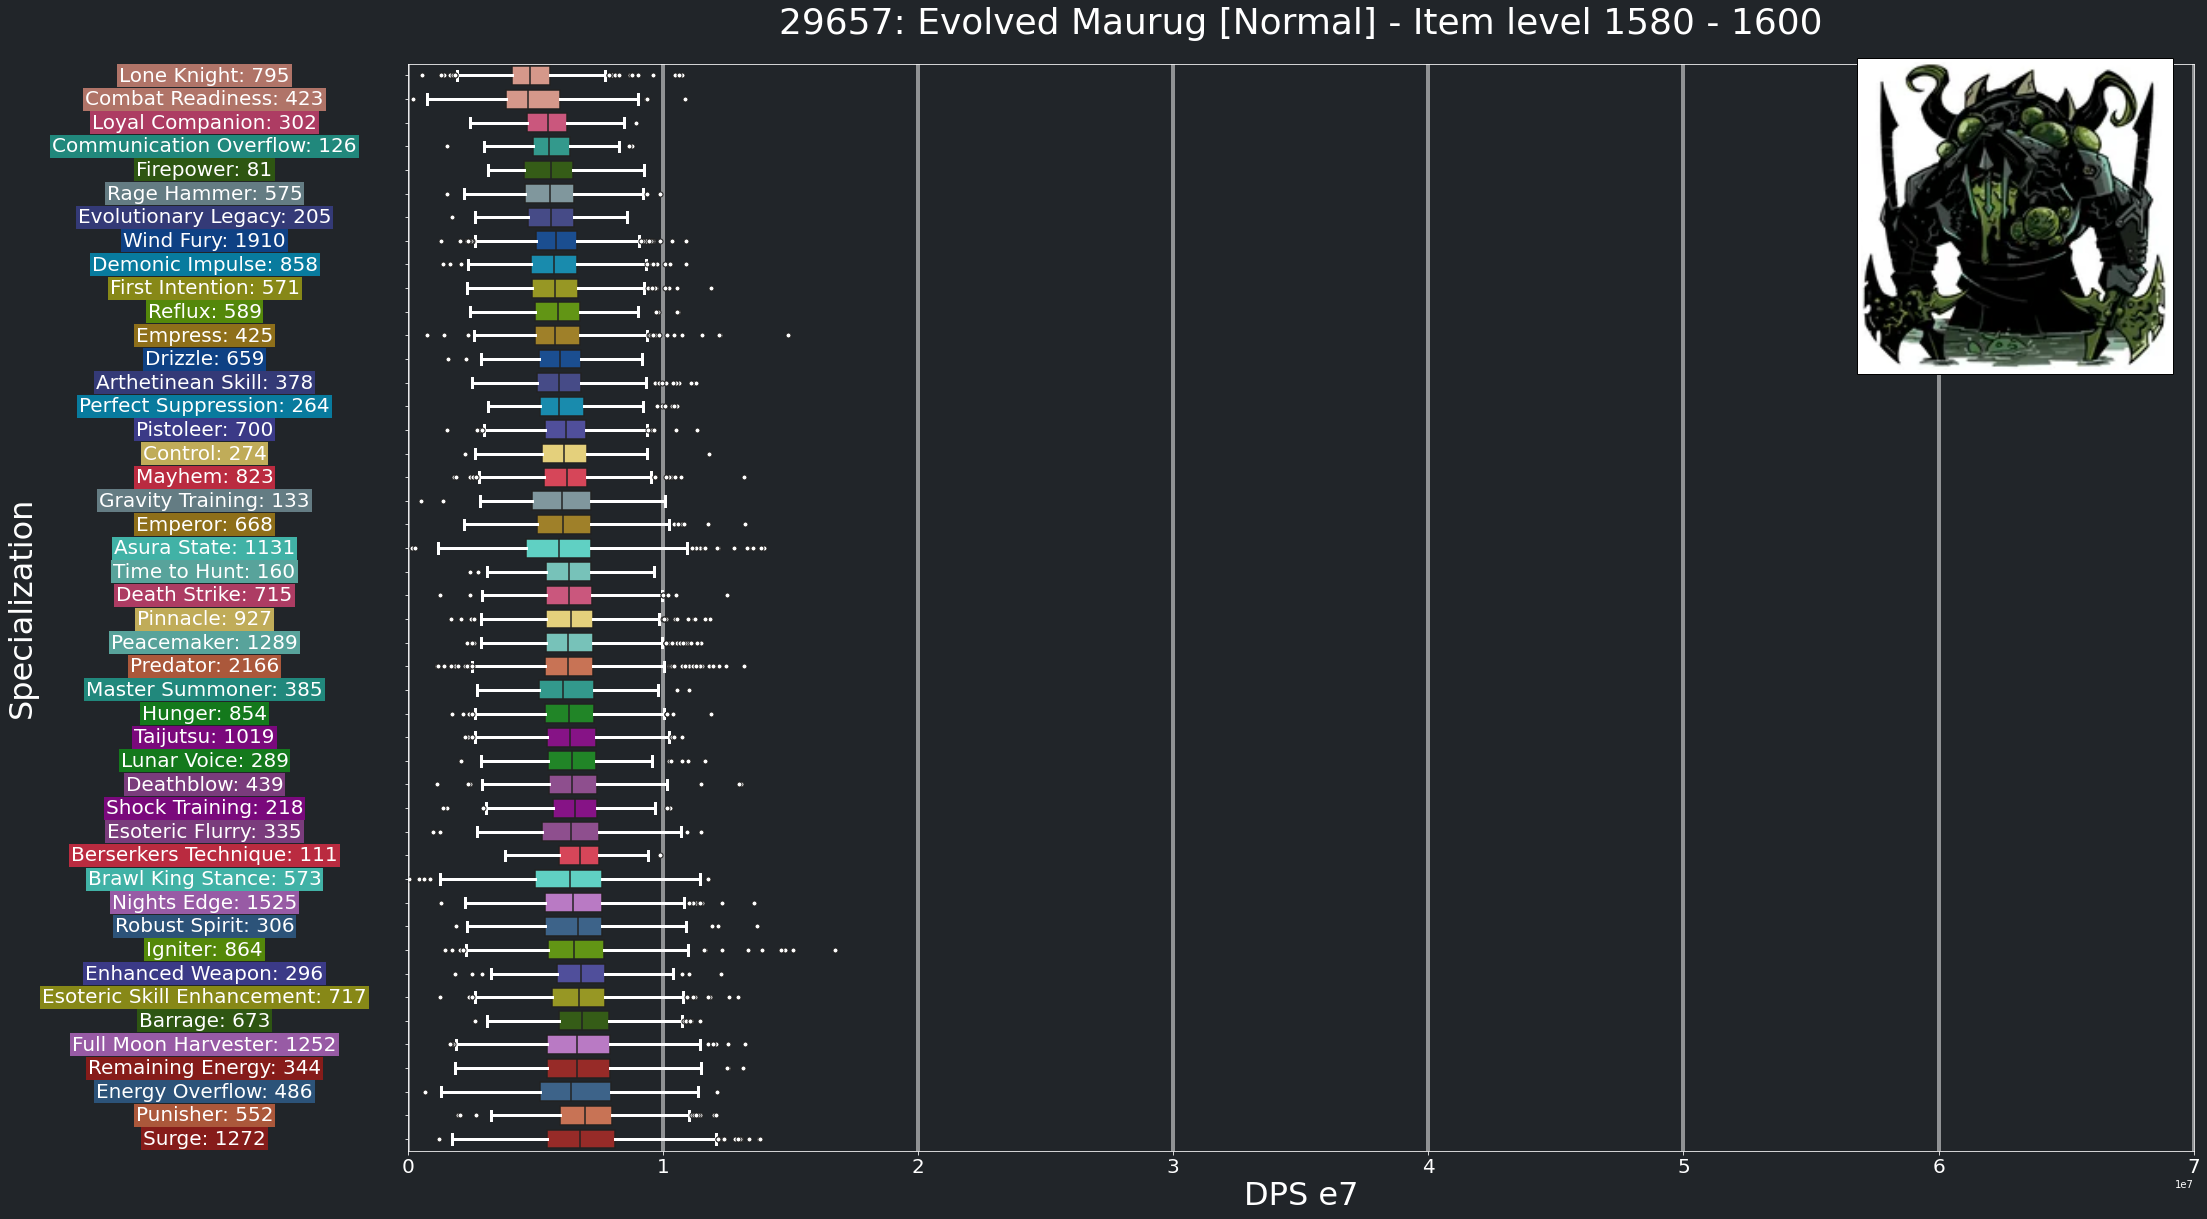 29657: Evolved Maurug [Normal] - Item level 1580 - 1600
Lone Knight: 795
Combat Readiness: 423
Loyal Companion: 302
Communication Overflow: 126
Firepower: 81
Rage Hammer: 575
Evolutionary Legacy: 205
Wind Fury: 1910
Demonic Impulse: 858
First Intention: 571
Reflux: 589
Empress: 425
Drizzle: 659
Arthetinean Skill: 378
Perfect Suppression: 264
Pistoleer: 700
Control: 274
Mayhem: 823
Gravity Training: 133
Emperor: 668
Asura State: 1131
Time to Hunt: 160
Death Strike: 715
Pinnacle: 927
Peacemaker: 1289
Predator: 2166
Master Summoner: 385
Hunger: 854
Taijutsu: 1019
Lunar Voice: 289
Deathblow: 439
Shock Training: 218
Esoteric Flurry: 335
Berserkers Technique: 111
Brawl King Stance: 573
Nights Edge: 1525
Robust Spirit: 306
Igniter: 864
Enhanced Weapon: 296
Esoteric Skill Enhancement: 717
Barrage: 673
Full Moon Harvester: 1252
Remaining Energy: 344
Energy Overflow: 486
Punisher: 552
Surge: 1272
Specialization
0 1 2 3 4 5 6 7
1e7
DPS e7